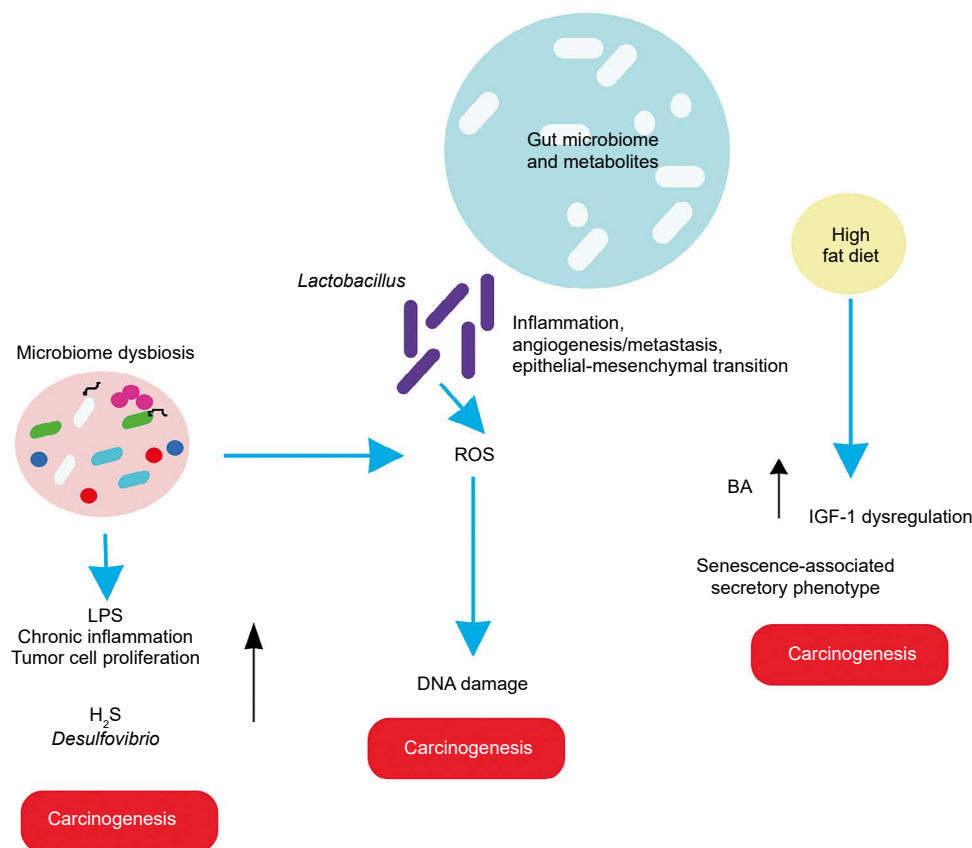 Gut microbiome
and metabolites
High
fat diet
Lactobacillus
Inflammation,
angiogenesis/metastasis,
epithelial-mesenchymal transition
Microbiome dysbiosis
ROS
BA
IGF-1 dysregulation
Senescence-associated
secretory phenotype
LPS
Chronic inflammation
Tumor cell proliferation
Carcinogenesis
DNA damage
H₂S
Desulfovibrio
Carcinogenesis
Carcinogenesis